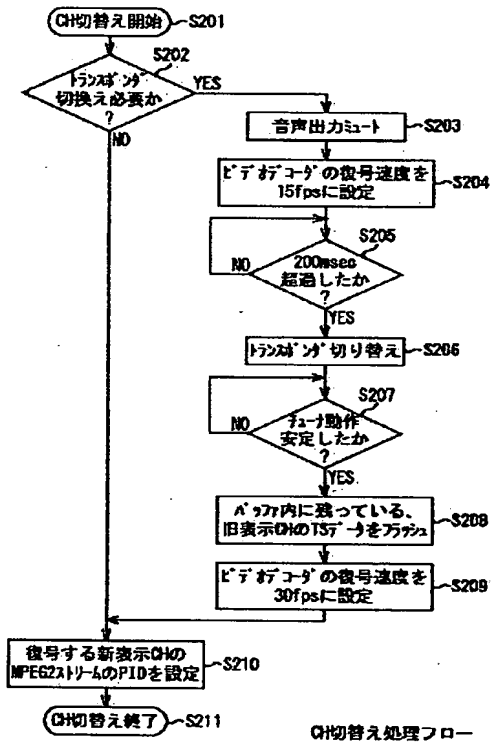 CH切替え開始
S201
S202
ﾄﾗﾝｽﾎﾟﾝﾀﾞ
切換え必要か
?
YES
NO
音声出力ミュート
S203
ﾋﾞﾃﾞｵﾃﾞｺｰﾀﾞの復号速度を
15fpsに設定
S204
S205
200msec
超過したか
?
NO
YES
ﾄﾗﾝｽﾎﾟﾝﾀﾞ切り替え
S206
S207
ﾁｭｰﾅ動作
安定したか
?
NO
YES
ﾊﾞｯﾌｧ内に残っている、
旧表示CHのTSﾃﾞｰﾀをﾌﾗｯｼｭ
S208
ﾋﾞﾃﾞｵﾃﾞｺｰﾀﾞの復号速度を
30fpsに設定
S209
復号する新表示CHの
MPEG2ｽﾄﾘｰﾑのPIDを設定
S210
CH切替え終了
S211
CH切替え処理フロー